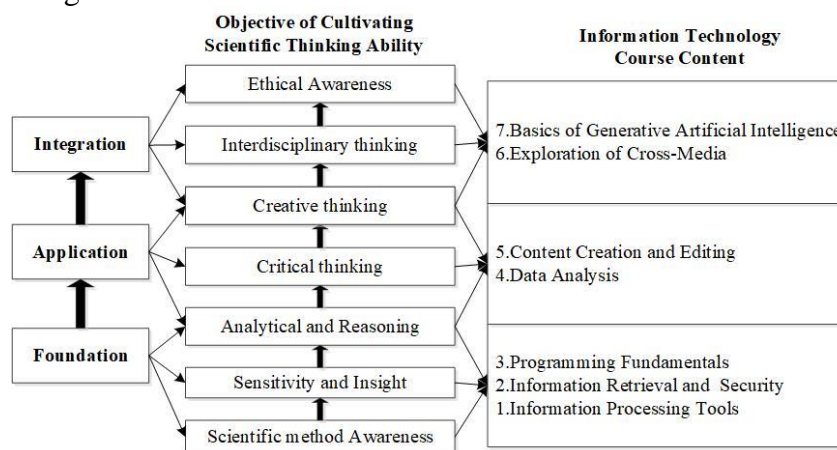 Objective of Cultivating
Scientific Thinking Ability
Information Technology
Course Content
Integration
Application
Foundation
Ethical Awareness
Interdisciplinary thinking
Creative thinking
Critical thinking
Analytical and Reasoning
Sensitivity and Insight
Scientific method Awareness
7.Basics of Generative Artificial Intelligence
6.Exploration of Cross-Media
5.Content Creation and Editing
4.Data Analysis
3.Programming Fundamentals
2.Information Retrieval and Security
1.Information Processing Tools